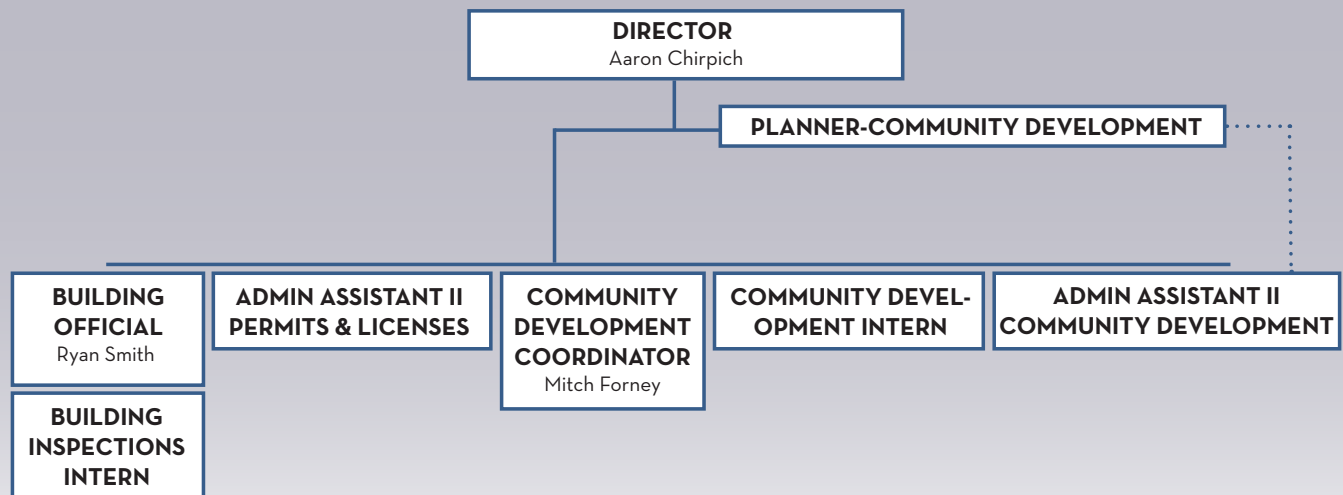 DIRECTOR
Aaron Chirpich
PLANNER-COMMUNITY DEVELOPMENT
BUILDING
OFFICIAL
Ryan Smith
ADMIN ASSISTANT II
PERMITS & LICENSES
COMMUNITY
DEVELOPMENT
COORDINATOR
Mitch Forney
COMMUNITY DEVEL-
OPMENT INTERN
ADMIN ASSISTANT II
COMMUNITY DEVELOPMENT
BUILDING
INSPECTIONS
INTERN